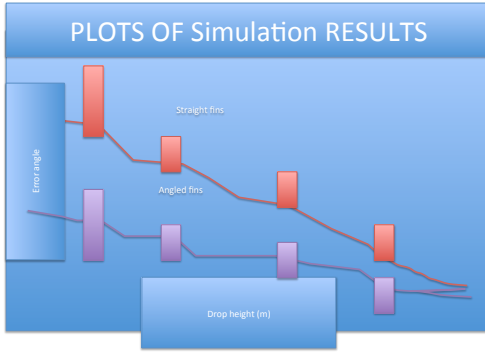 PLOTS OF Simulation RESULTS
Straight fins
Error angle
Angled fins
Drop height (m)